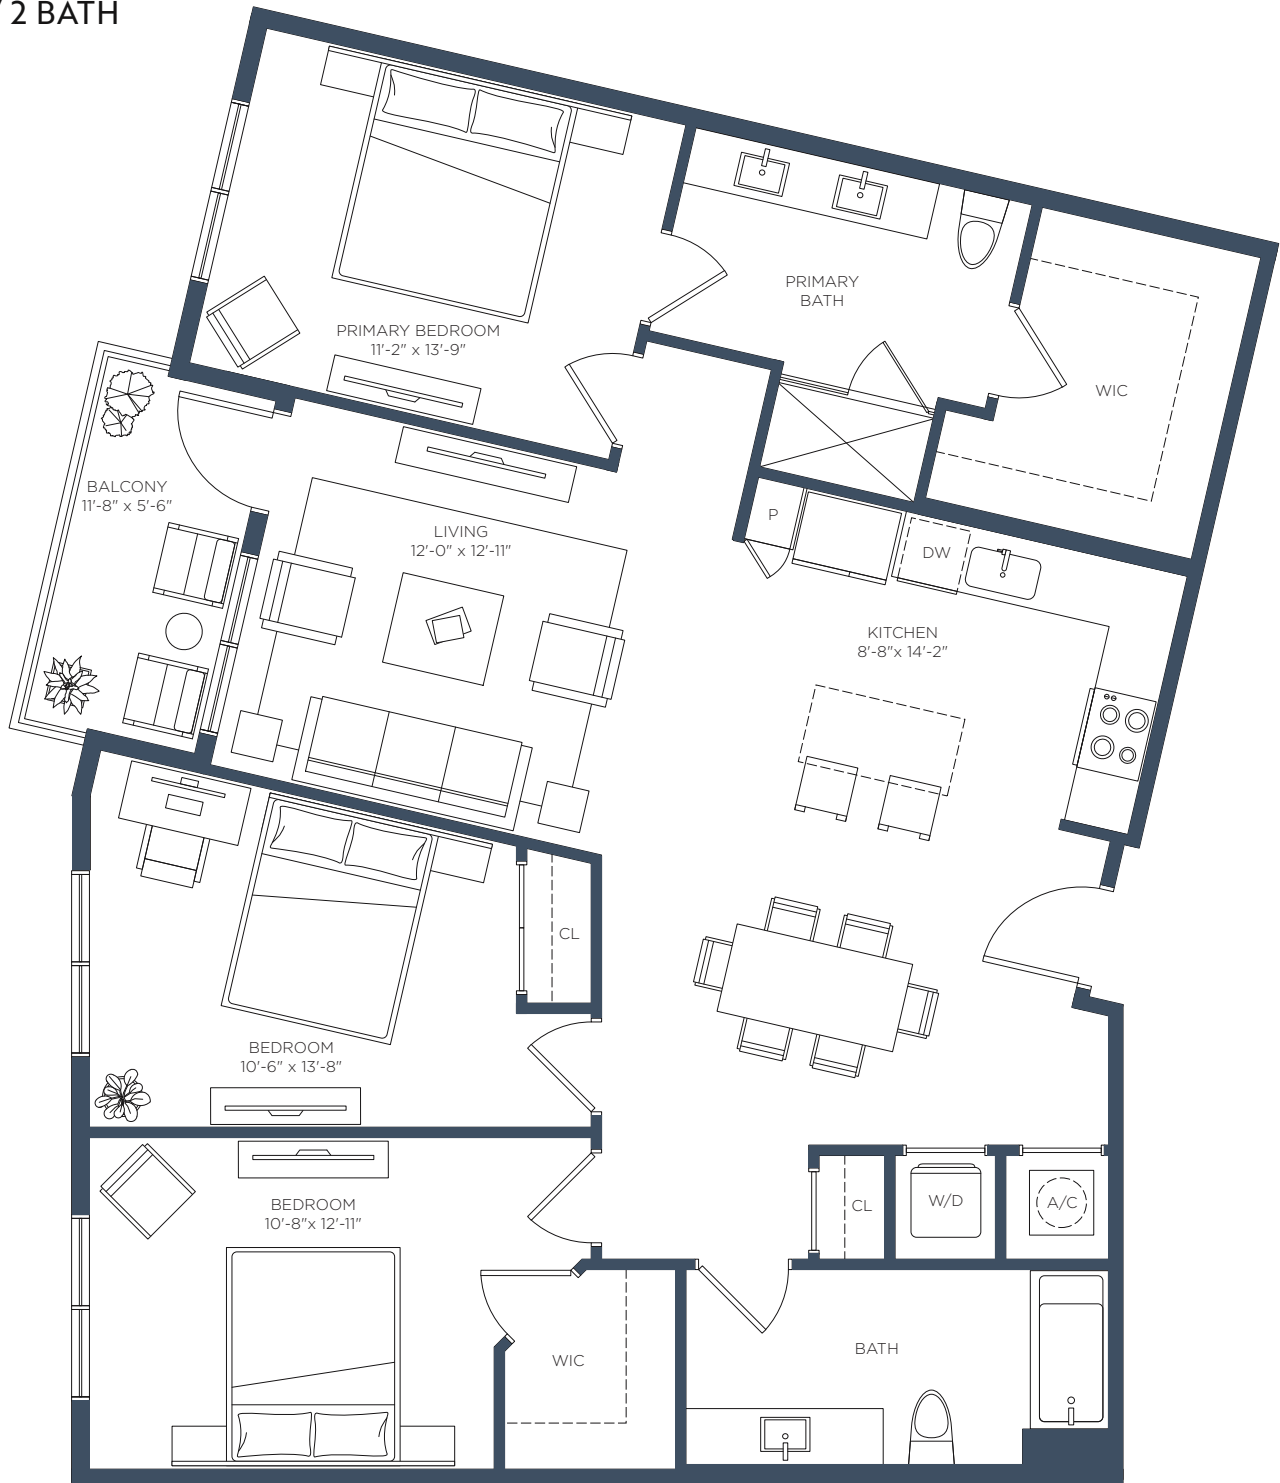 / 2 BATH
PRIMARY BEDROOM
11'-2" x 13'-9"
PRIMARY
BATH
WIC
BALCONY
11'-8" x 5'-6"
LIVING
12'-0" x 12'-11"
P
DW
KITCHEN
8'-8"x 14'-2"
CL
BEDROOM
10'-6" x 13'-8"
BEDROOM
10'-8"x 12'-11"
CL
W/D
A/C
WIC
BATH